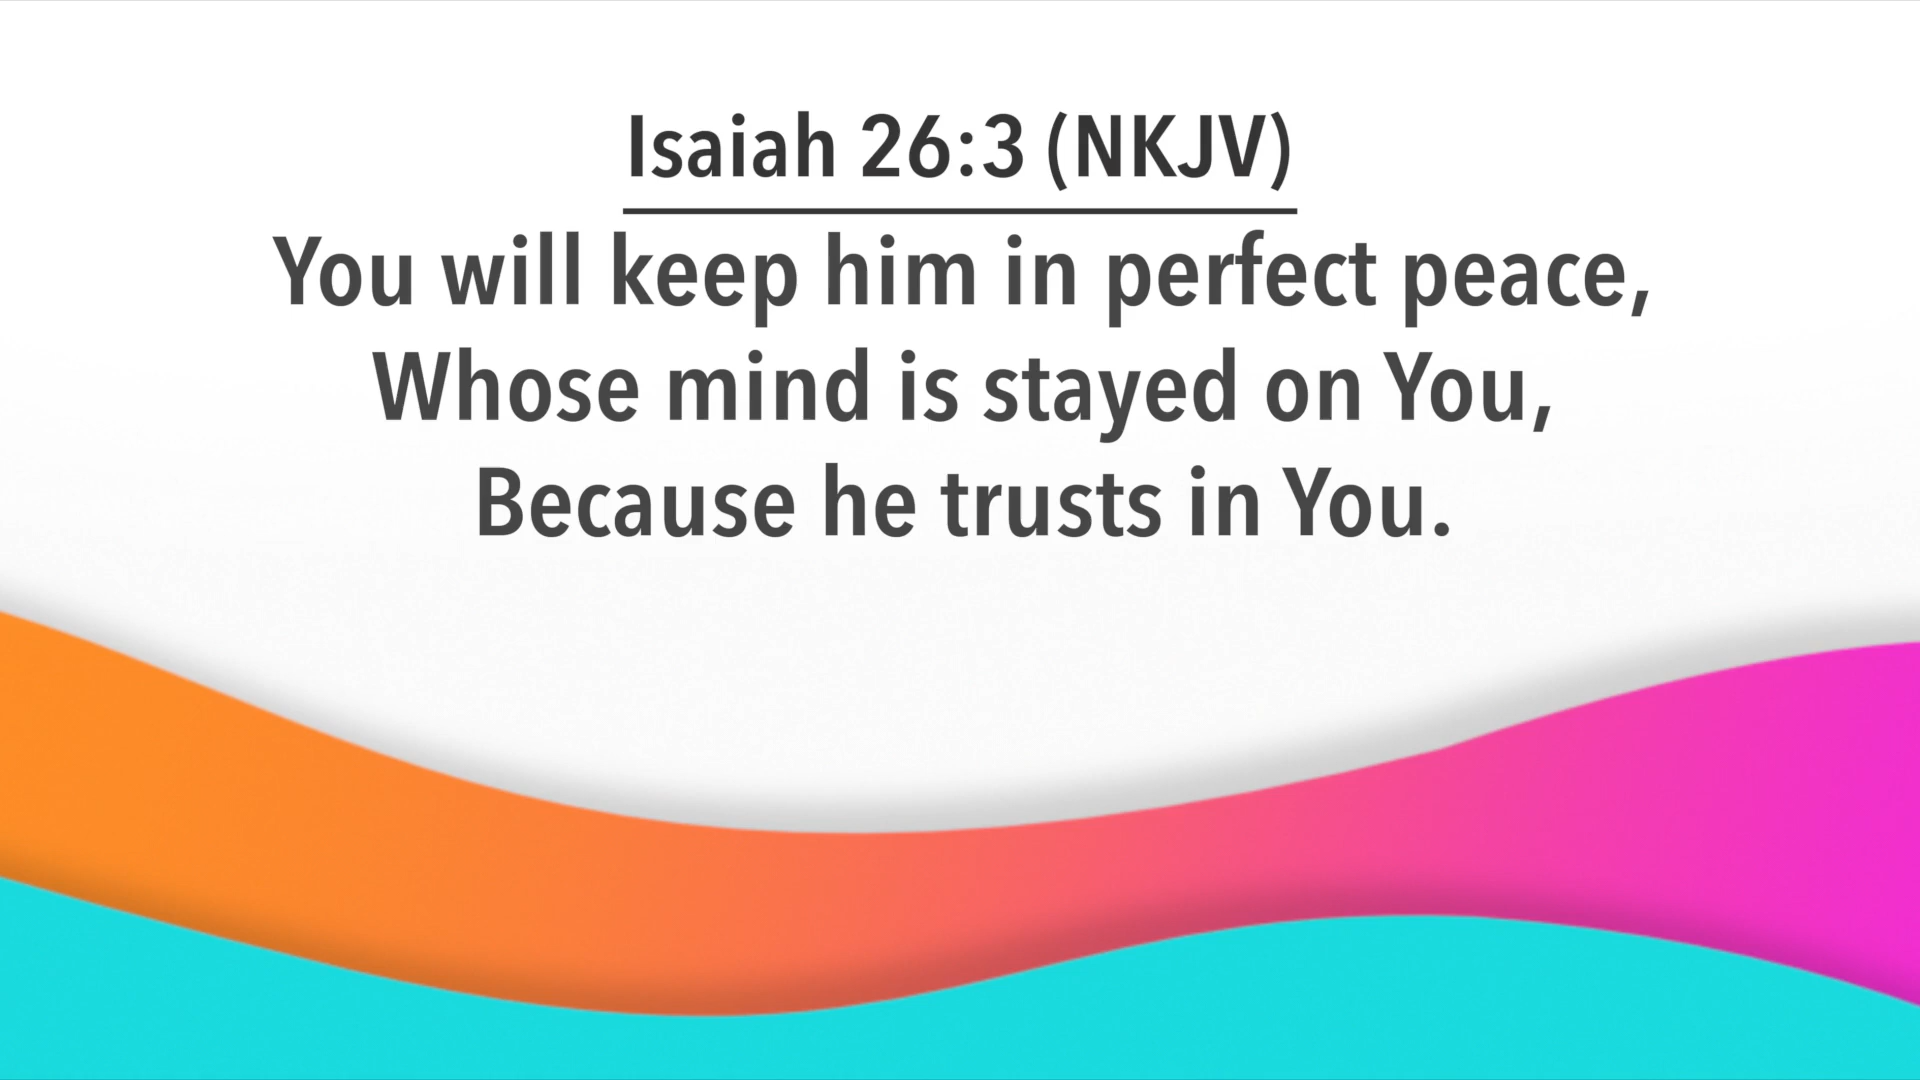 Isaiah 26:3 (NKJV)
You will keep him in perfect peace,
Whose mind is stayed on You,
Because he trusts in You.